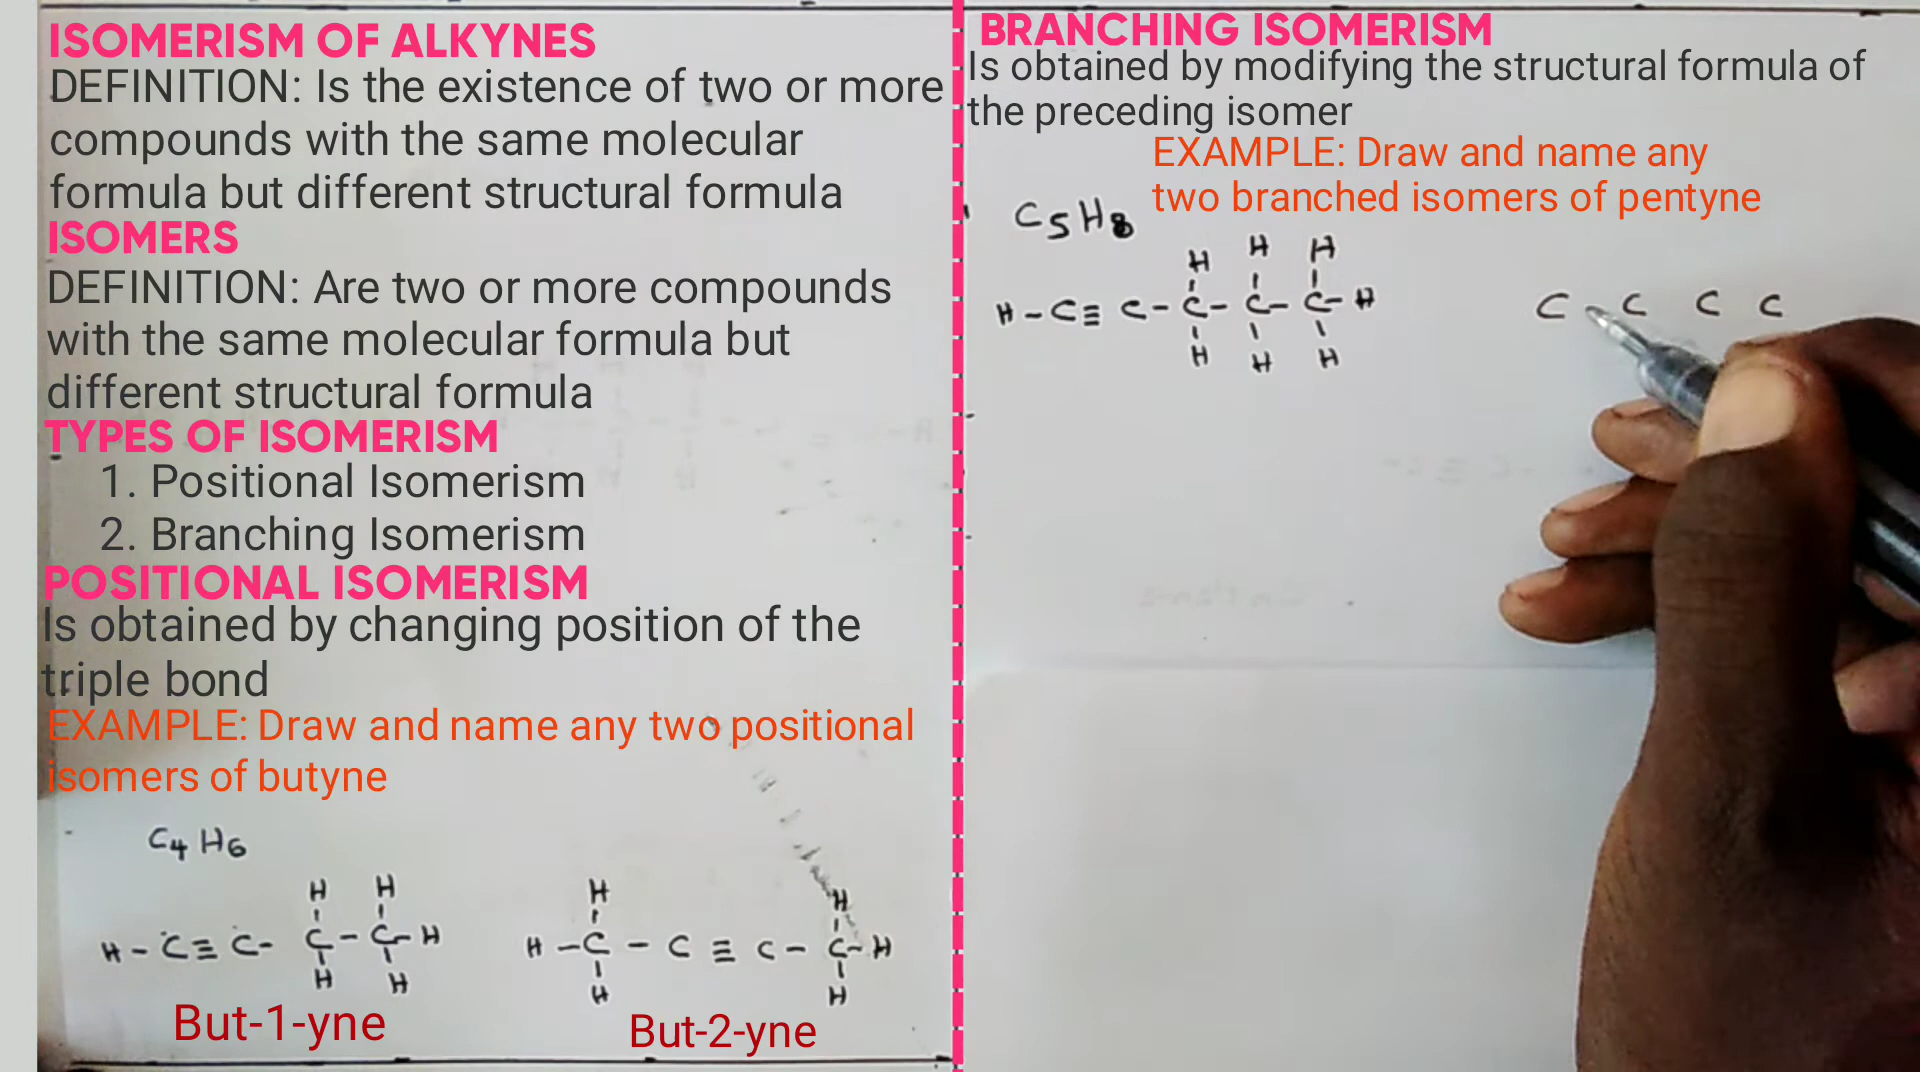 ISOMERISM OF ALKYNES
DEFINITION: Is the existence of two or more
compounds with the same molecular
formula but different structural formula
ISOMERS
DEFINITION: Are two or more compounds
with the same molecular formula but
different structural formula
TYPES OF ISOMERISM
1. Positional Isomerism
2. Branching Isomerism
POSITIONAL ISOMERISM
Is obtained by changing position of the
triple bond
EXAMPLE: Draw and name any two positional
isomers of butyne
C4H6
H H
H-C≡C-C-C-H
H H
But-1-yne
H H
H-C-C≡C-C-H
H H
But-2-yne
BRANCHING ISOMERISM
Is obtained by modifying the structural formula of
the preceding isomer
EXAMPLE: Draw and name any
two branched isomers of pentyne
C5H8
H H H
H-C≡C-C-C-C-H
H H H
C C C C